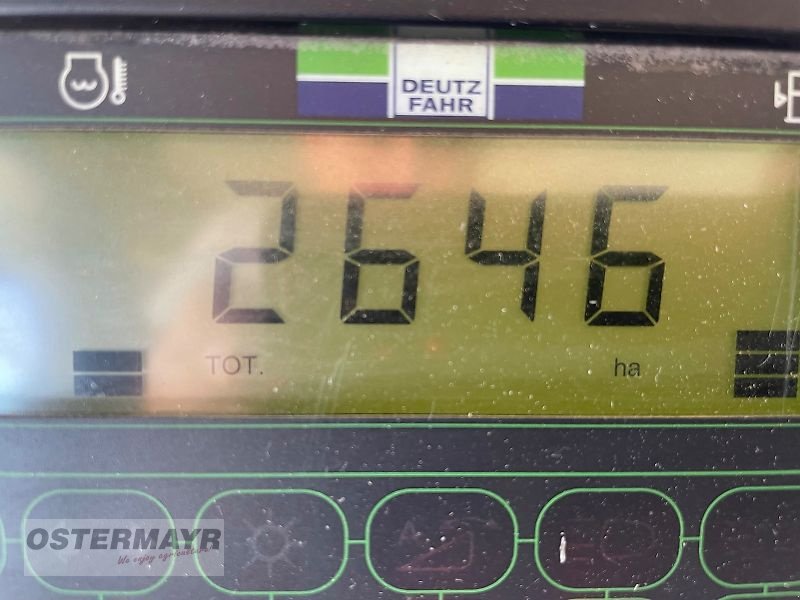 DEUTZ
FAHR
2646
TOT. ha
OSTERMAYR
We enjoy agriculture